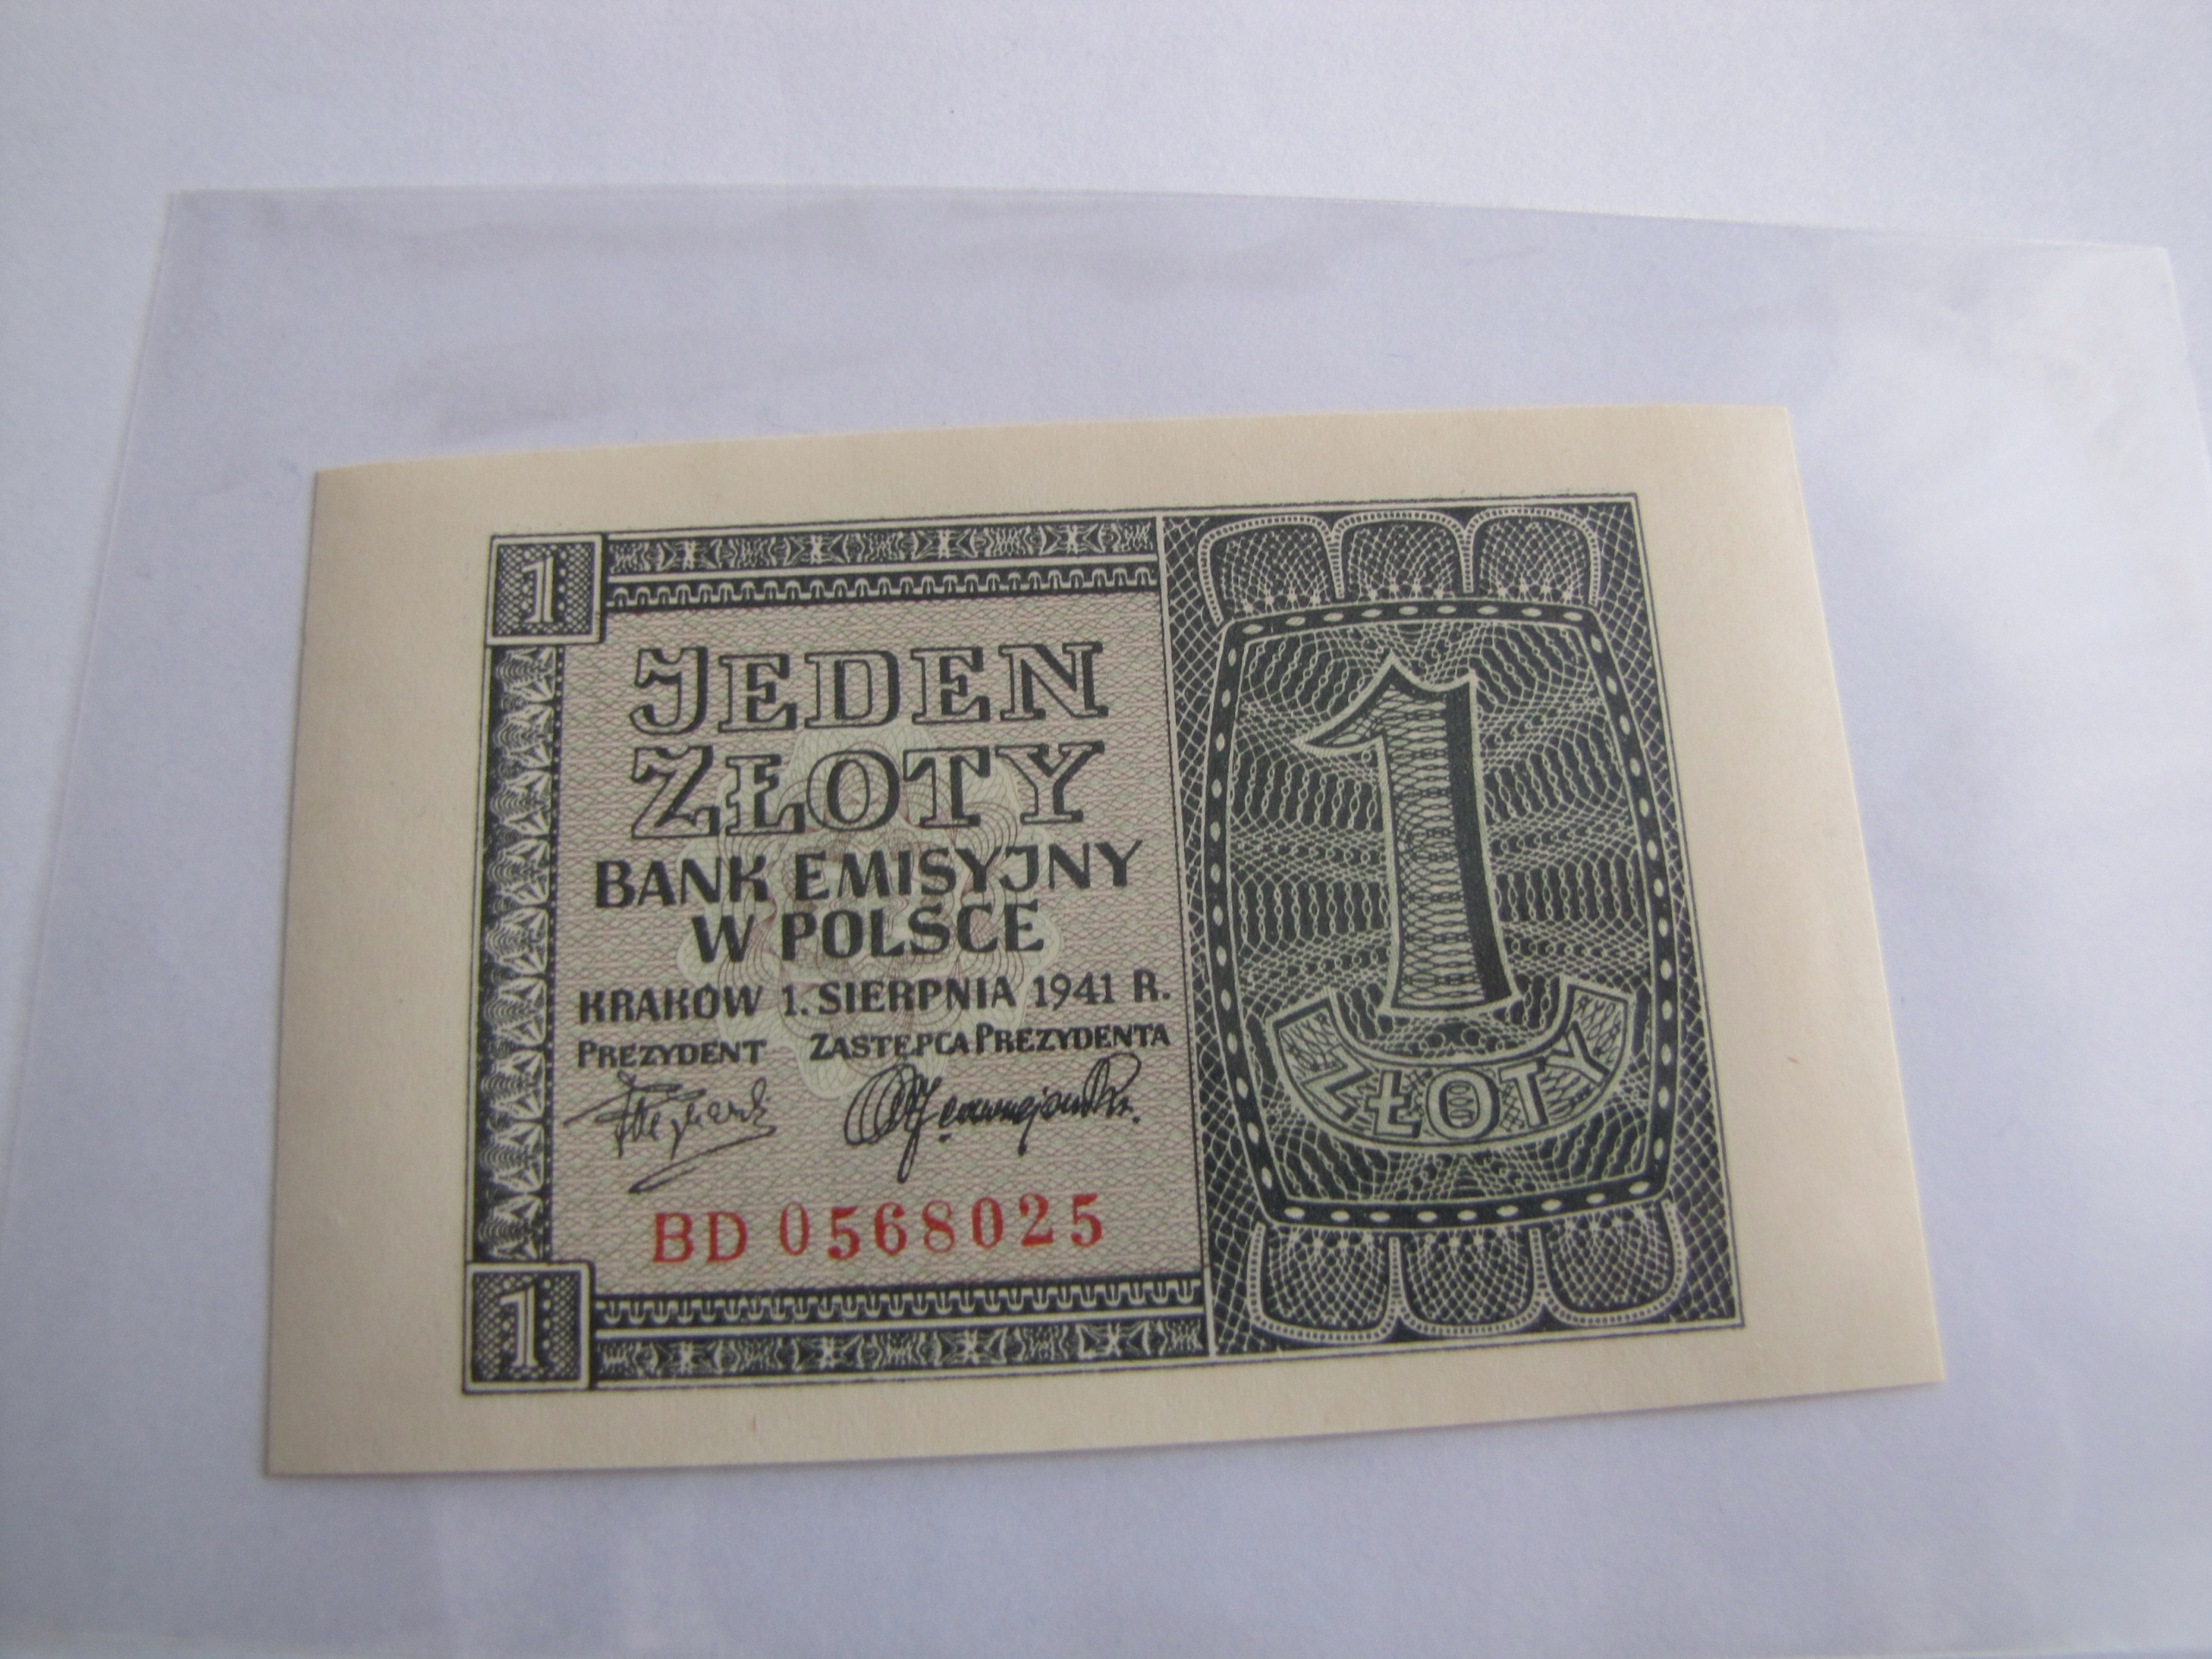 1
JEDEN
ZŁOTY
BANK EMISYJNY
W POLSCE
KRAKÓW 1. SIERPNIA 1941 R.
PREZYDENT ZASTĘPCA PREZYDENTA
BD 0568025
1
1
ZŁOTY